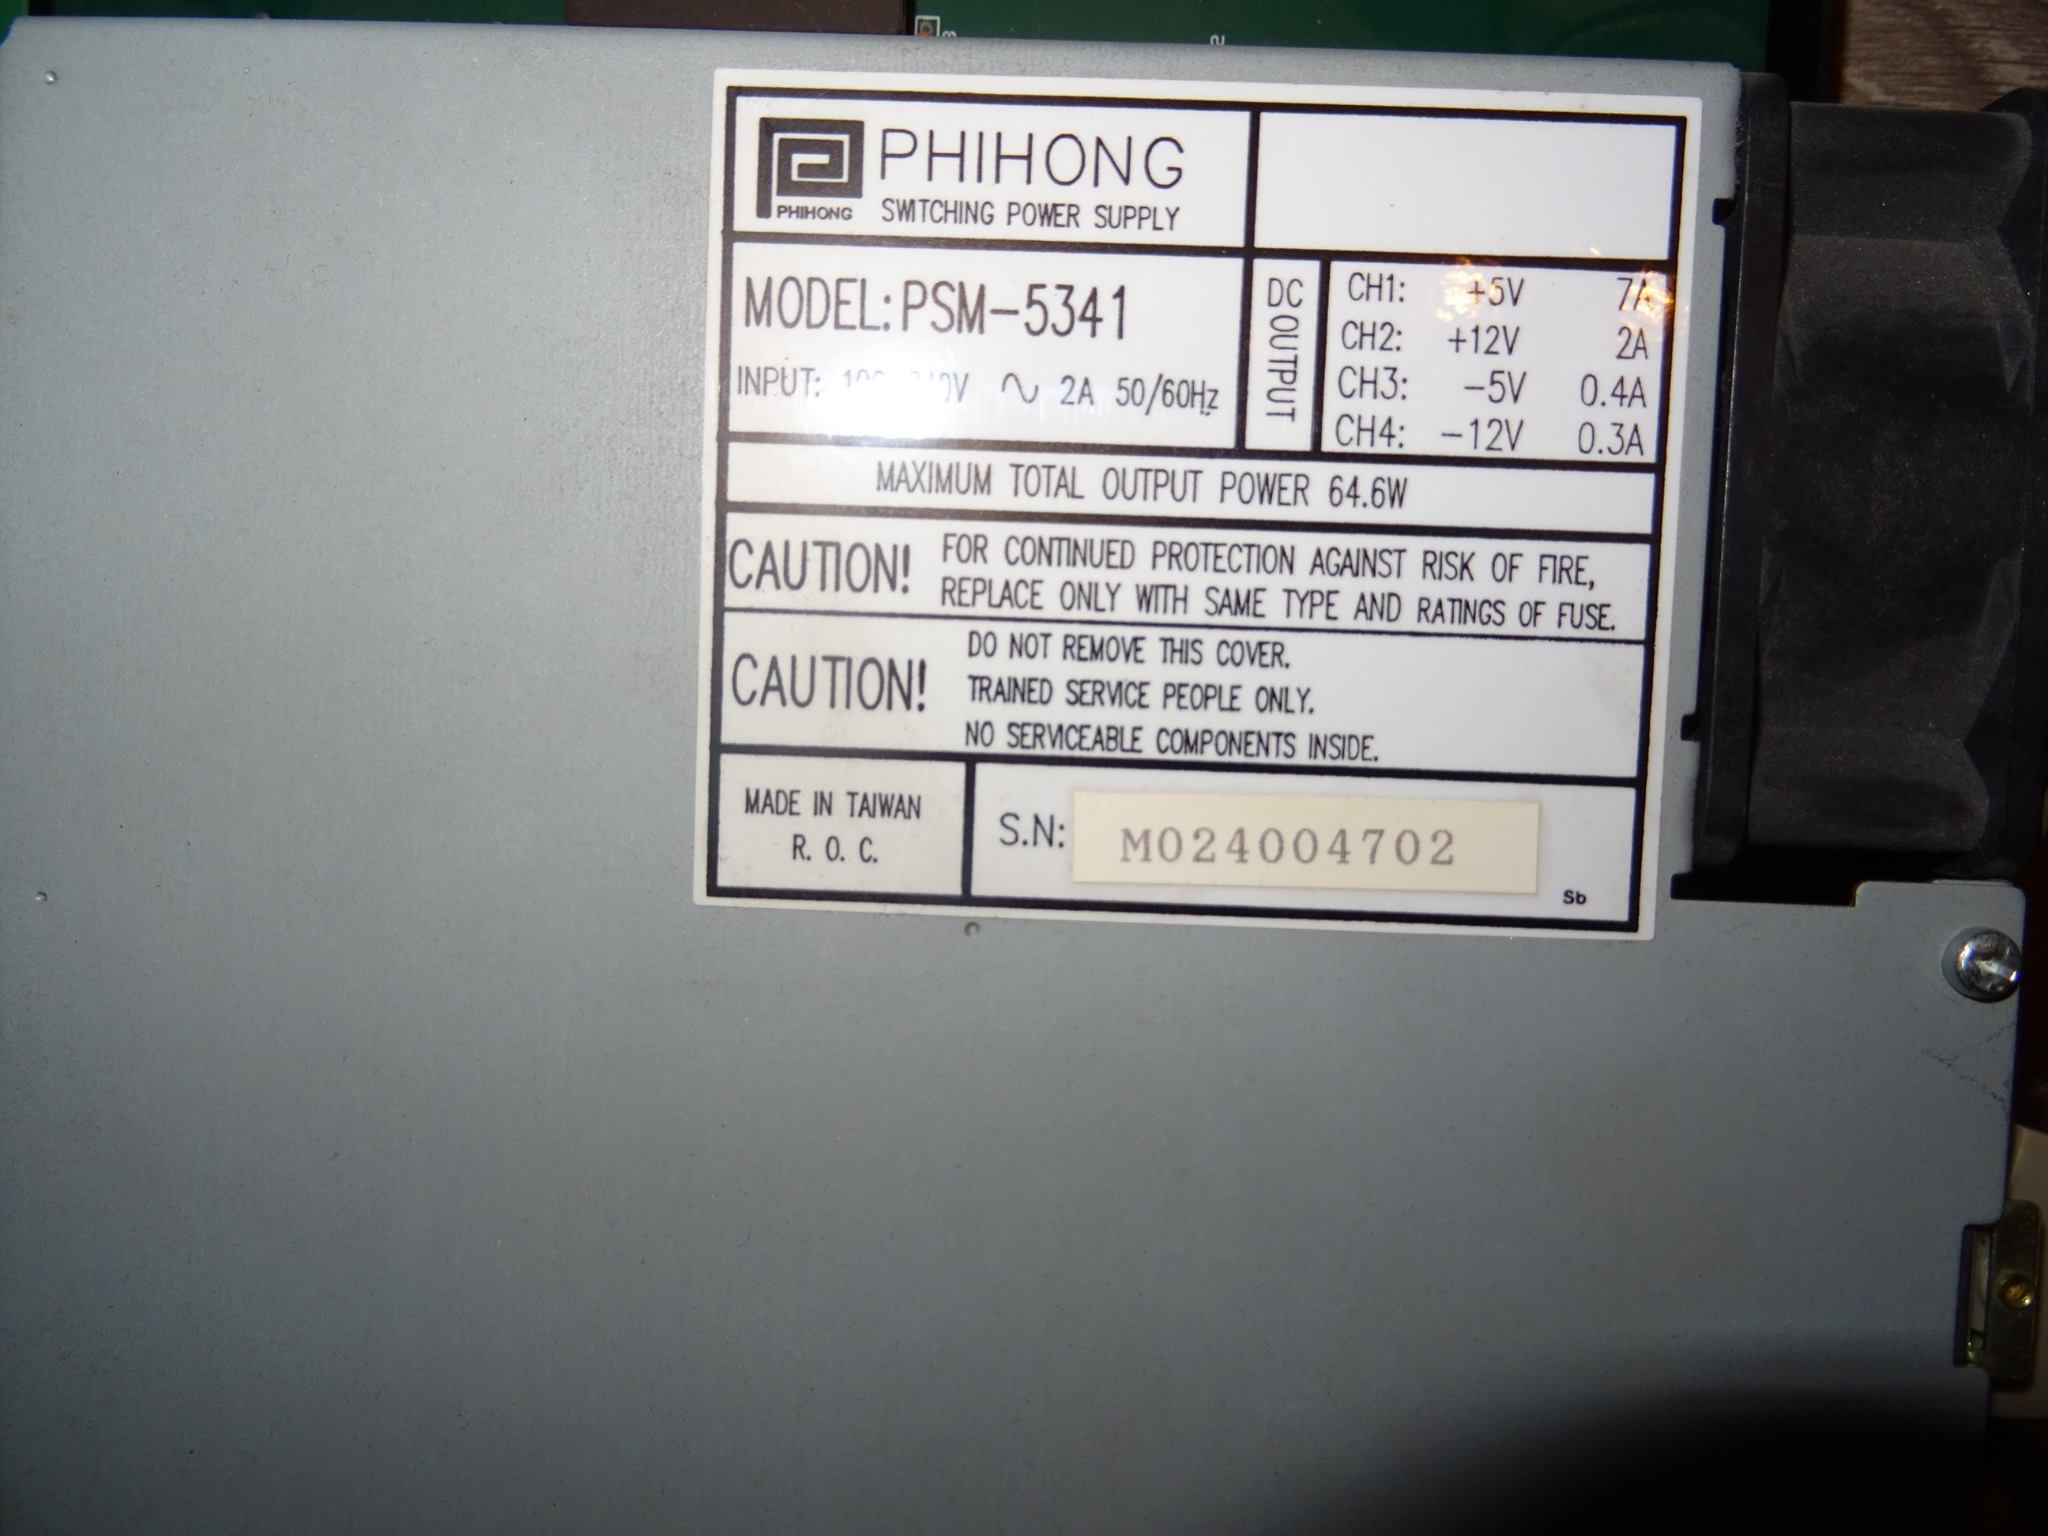 PHIHONG
PHIHONG
SWITCHING POWER SUPPLY
MODEL: PSM-5341
INPUT: ∿ 2A 50/60Hz
DC OUTPUT
CH1: +5V 7A
CH2: +12V 2A
CH3: -5V 0.4A
CH4: -12V 0.3A
MAXIMUM TOTAL OUTPUT POWER 64.6W
CAUTION! FOR CONTINUED PROTECTION AGAINST RISK OF FIRE,
REPLACE ONLY WITH SAME TYPE AND RATINGS OF FUSE.
CAUTION!
DO NOT REMOVE THIS COVER.
TRAINED SERVICE PEOPLE ONLY.
NO SERVICEABLE COMPONENTS INSIDE.
MADE IN TAIWAN
R. O. C.
S.N: M024004702
Sb